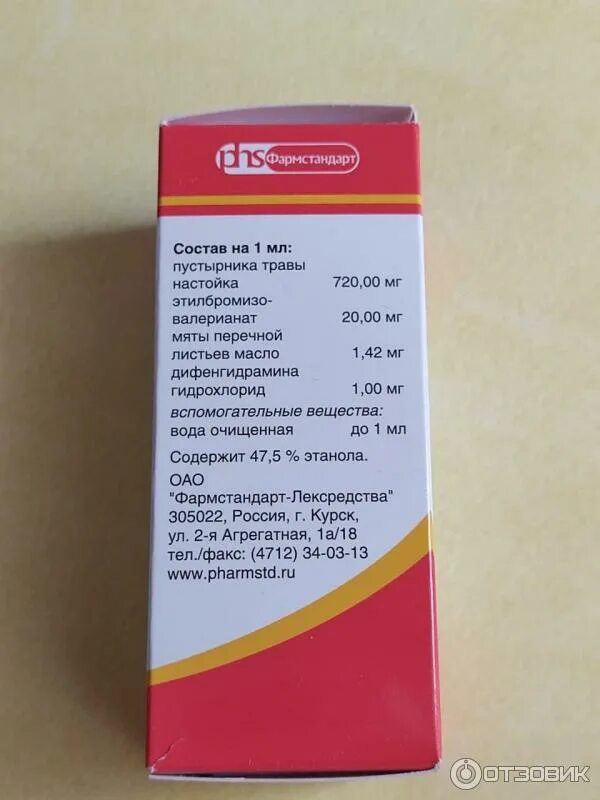 phs Фармстандарт
Состав на 1 мл:
пустырника травы
настойка 720,00 мг
этилбромизо-
валерианат 20,00 мг
мяты перечной
листьев масло 1,42 мг
дифенгидрамина
гидрохлорид 1,00 мг
вспомогательные вещества:
вода очищенная до 1 мл
Содержит 47,5 % этанола.
ОАО
"Фармстандарт-Лексредства"
305022, Россия, г. Курск,
ул. 2-я Агрегатная, 1а/18
тел./факс: (4712) 34-03-13
www.pharmstd.ru
ОТЗОВИК